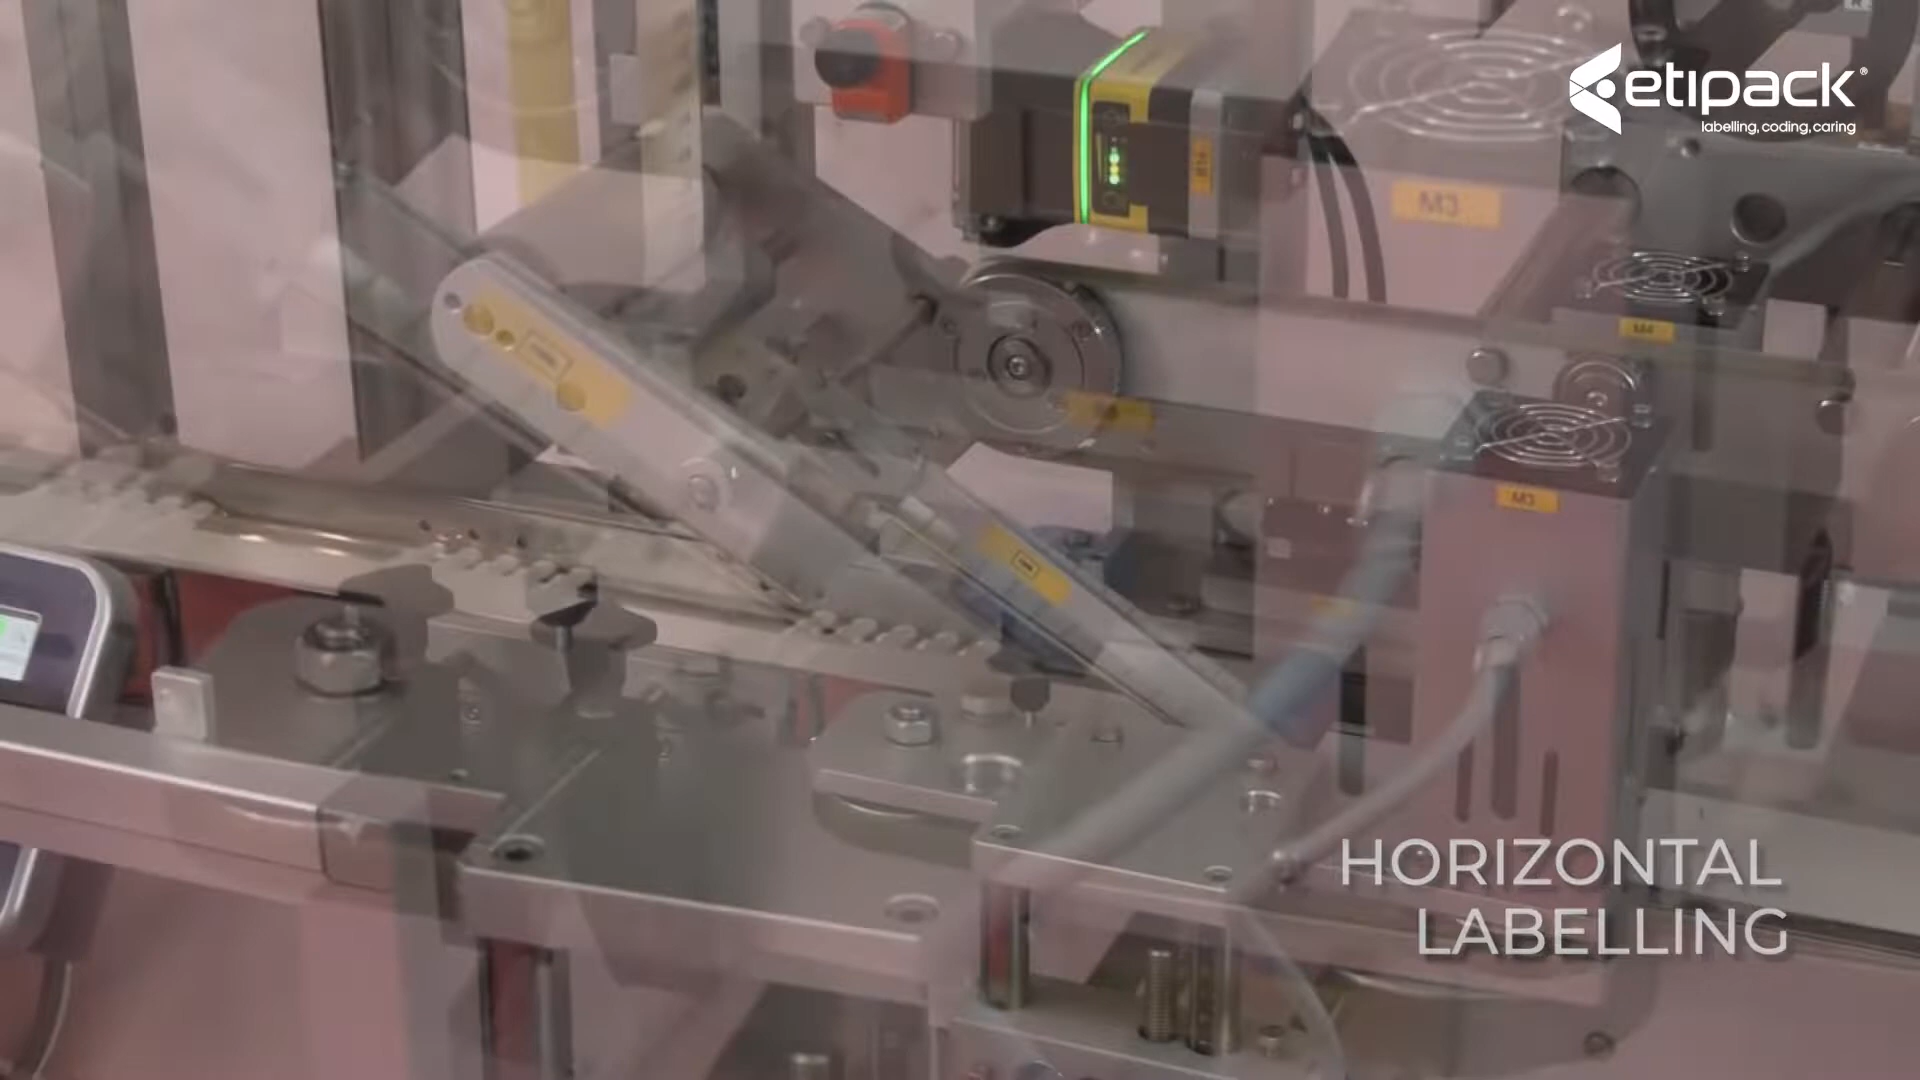 etipack®
labelling, coding, caring
M3
M4
M3
HORIZONTAL
LABELLING